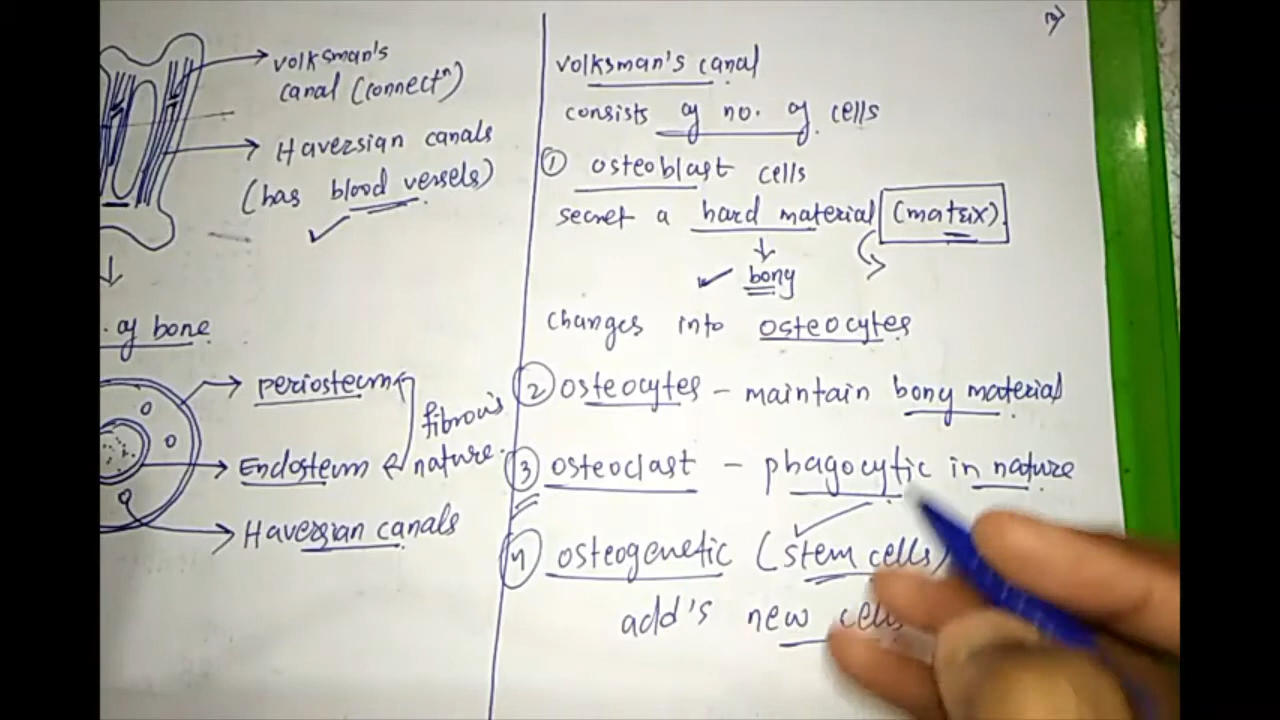 volksman's
canal (connectⁿ)
Haversian canals
(has blood vessels)
. of bone
periosteum
Endosteum
fibrous
nature.
Haversian canals
volksman's canal
consists of no. of cells
① osteoblast cells
secret a hard material (matrix).
bony
changes into osteocytes
② osteocytes - maintain bony material
③ osteoclast - phagocytic in nature
④ osteogenetic (stem cells)
add's new cells